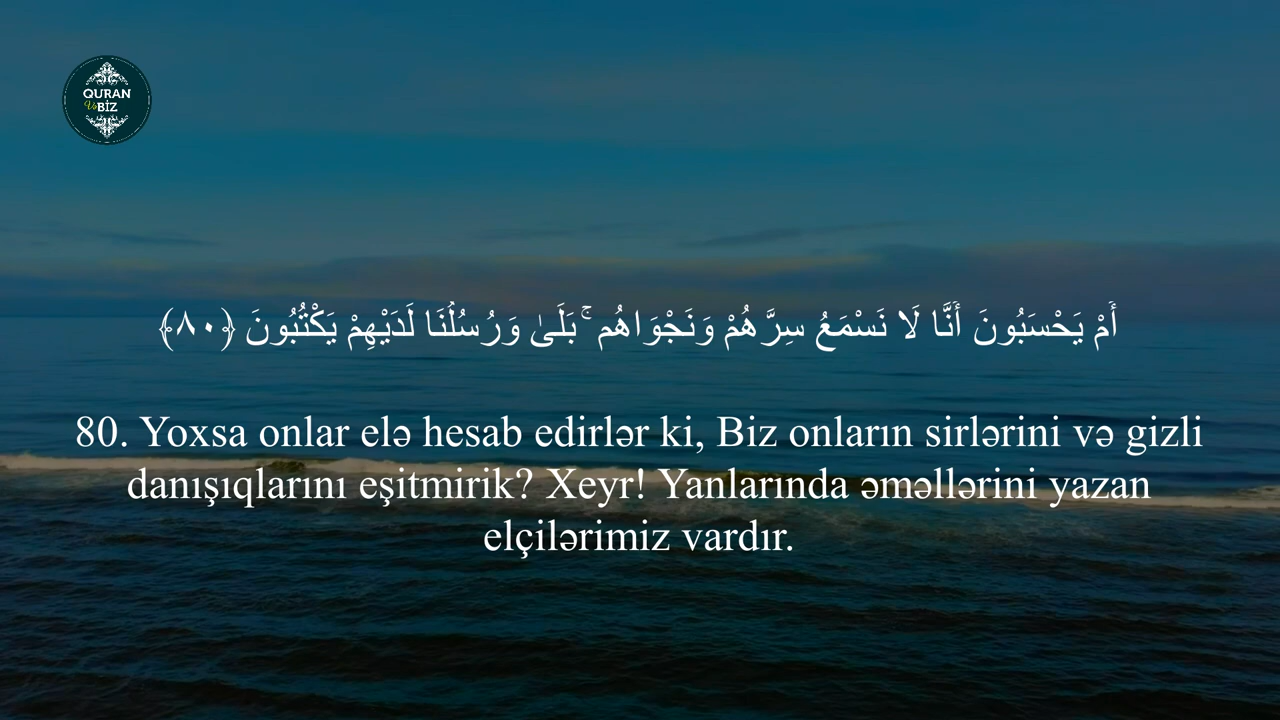 QURAN
Və BİZ
أَمْ يَحْسَبُونَ أَنَّا لَا نَسْمَعُ سِرَّهُمْ وَنَجْوَاهُم ۚ بَلَىٰ وَرُسُلُنَا لَدَيْهِمْ يَكْتُبُونَ ﴿٨٠﴾
80. Yoxsa onlar elə hesab edirlər ki, Biz onların sirlərini və gizli
danışıqlarını eşitmirik? Xeyr! Yanlarında əməllərini yazan
elçilərimiz vardır.